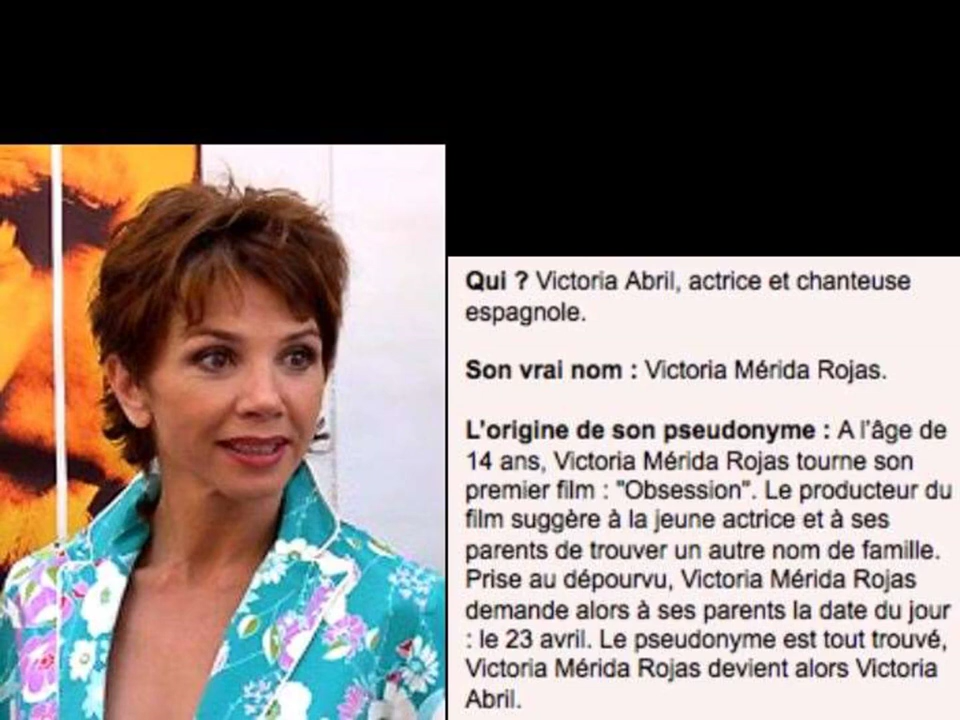 Qui ? Victoria Abril, actrice et chanteuse
espagnole.
Son vrai nom : Victoria Mérida Rojas.
L'origine de son pseudonyme : A l'âge de
14 ans, Victoria Mérida Rojas tourne son
premier film : "Obsession". Le producteur du
film suggère à la jeune actrice et à ses
parents de trouver un autre nom de famille.
Prise au dépourvu, Victoria Mérida Rojas
demande alors à ses parents la date du jour
: le 23 avril. Le pseudonyme est tout trouvé,
Victoria Mérida Rojas devient alors Victoria
Abril.